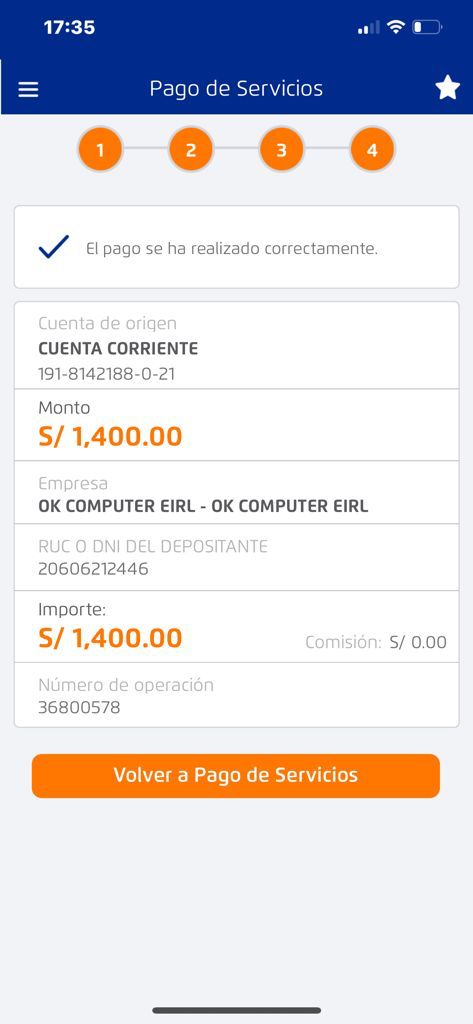 17:35
Pago de Servicios
1 2 3 4
El pago se ha realizado correctamente.
Cuenta de origen
CUENTA CORRIENTE
191-8142188-0-21
Monto
S/ 1,400.00
Empresa
OK COMPUTER EIRL - OK COMPUTER EIRL
RUC O DNI DEL DEPOSITANTE
20606212446
Importe:
S/ 1,400.00 Comisión: S/ 0.00
Número de operación
36800578
Volver a Pago de Servicios